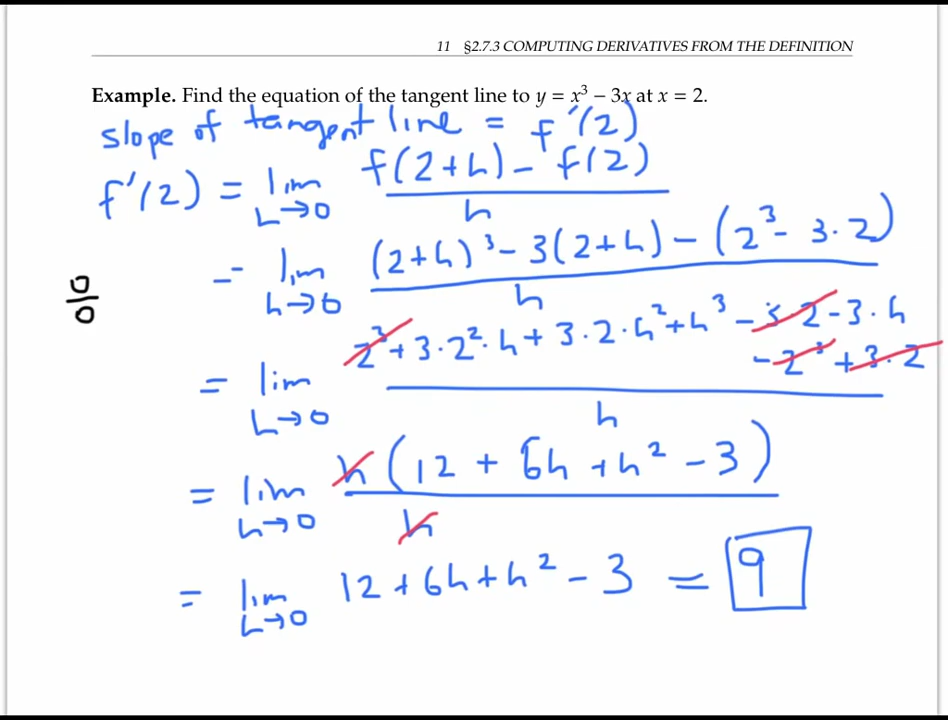 11 §2.7.3 COMPUTING DERIVATIVES FROM THE DEFINITION
Example. Find the equation of the tangent line to y = x³ − 3x at x = 2.
slope of tangent line = f'(2)
f'(2) = lim h→0 f(2+h) − f(2) / h
= lim h→0 (2+h)³ − 3(2+h) − (2³ − 3·2) / h
0/0
= lim h→0 2³ + 3·2²·h + 3·2·h² + h³ − 3·2 − 3·h − 2³ + 3·2 / h
= lim h→0 h(12 + 6h + h² − 3) / h
= lim h→0 12 + 6h + h² − 3 = 9